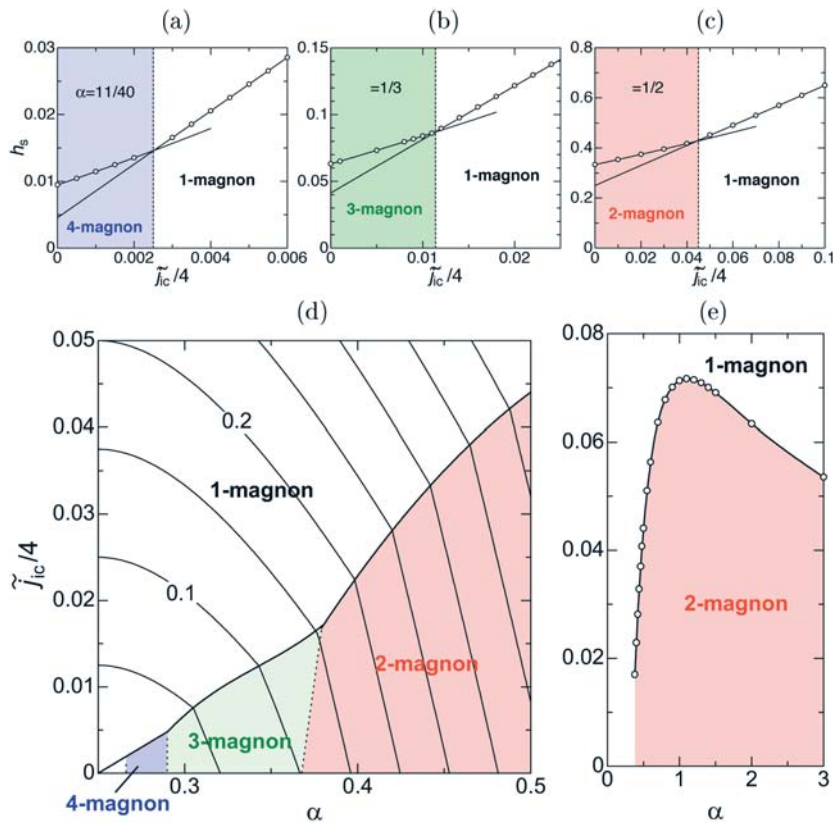 (a) (b) (c)
0.03
0.02
0.01
0
h_s
α=11/40
1-magnon
4-magnon
0 0.002 0.004 0.006
j̃_ic/4
0.15
0.10
0.05
0.00
=1/3
1-magnon
3-magnon
0 0.01 0.02
j̃_ic/4
0.8
0.6
0.4
0.2
0
=1/2
1-magnon
2-magnon
0.0 0.02 0.04 0.06 0.08 0.1
j̃_ic/4
(d) (e)
0.05
0.04
0.03
0.02
0.01
0
j̃_ic/4
0.2
1-magnon
0.1
2-magnon
3-magnon
4-magnon
0.3 0.4 0.5
α
0.08
0.06
0.04
0.02
0.00
1-magnon
2-magnon
0 1 2 3
α